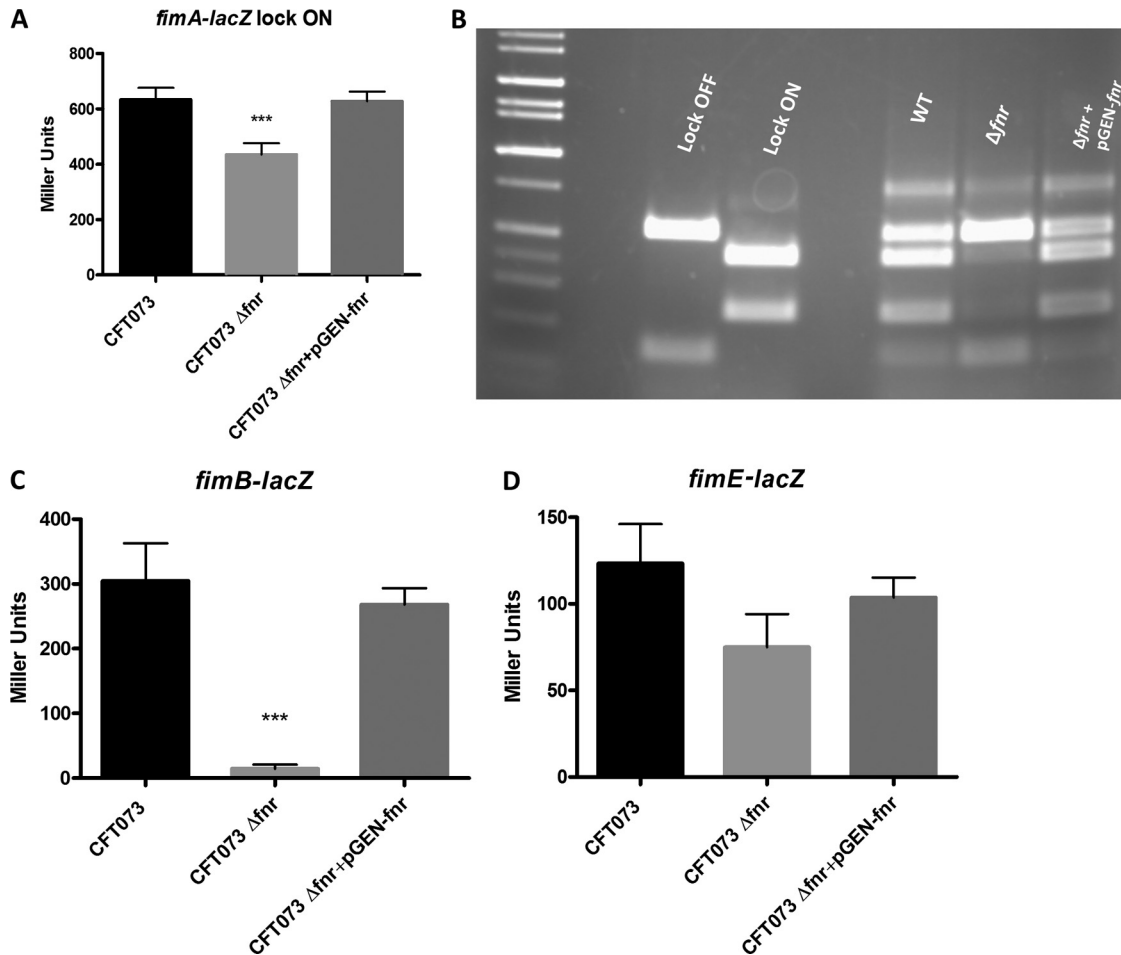 A
fimA-lacZ lock ON
Miller Units
800
600
400
200
0
***
CFT073
CFT073 Δfnr
CFT073 Δfnr+pGEN-fnr
B
Lock OFF
Lock ON
WT
Δfnr
Δfnr +
pGEN-fnr
C
fimB-lacZ
Miller Units
400
300
200
100
0
***
CFT073
CFT073 Δfnr
CFT073 Δfnr+pGEN-fnr
D
fimE-lacZ
Miller Units
150
100
50
0
CFT073
CFT073 Δfnr
CFT073 Δfnr+pGEN-fnr